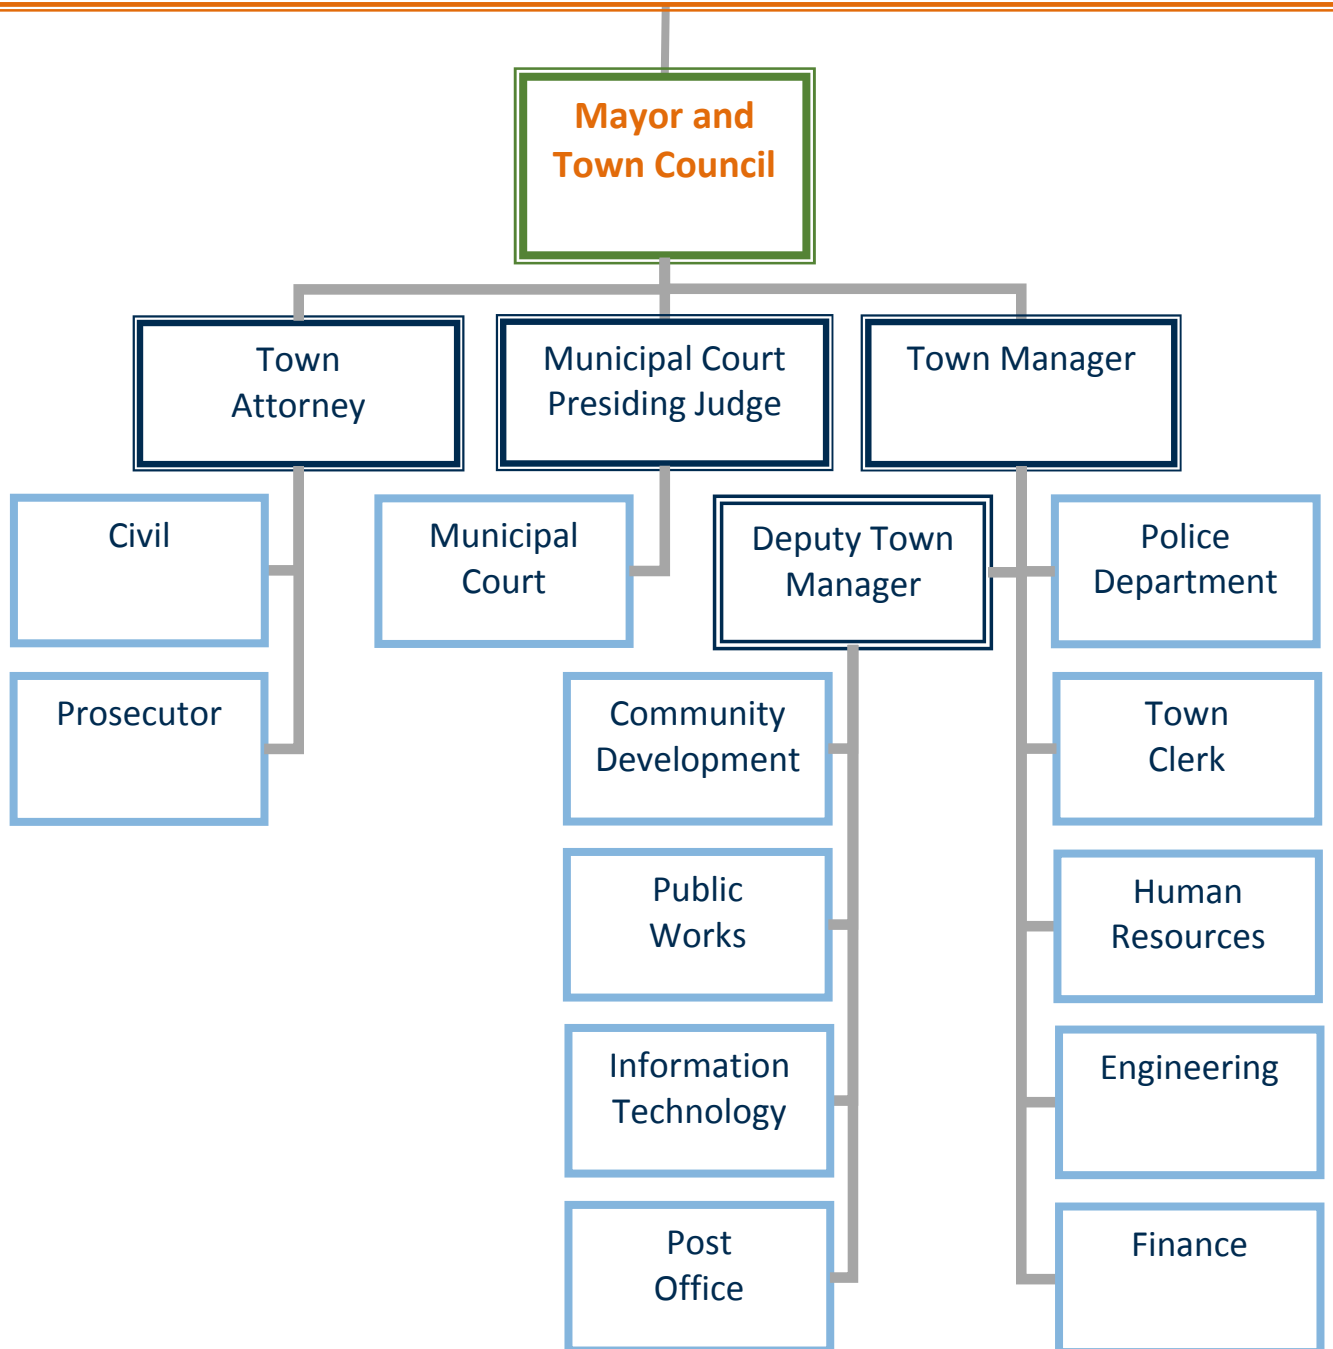 Mayor and
Town Council
Town
Attorney
Municipal Court
Presiding Judge
Town Manager
Civil
Municipal
Court
Deputy Town
Manager
Police
Department
Prosecutor
Community
Development
Town
Clerk
Public
Works
Human
Resources
Information
Technology
Engineering
Post
Office
Finance